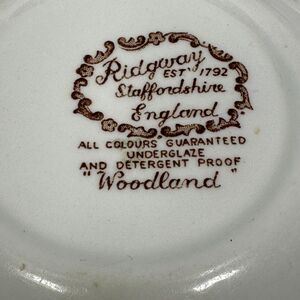 Ridgway
EST 1792
Staffordshire
England
ALL COLOURS GUARANTEED
UNDERGLAZE
AND DETERGENT PROOF
"Woodland"